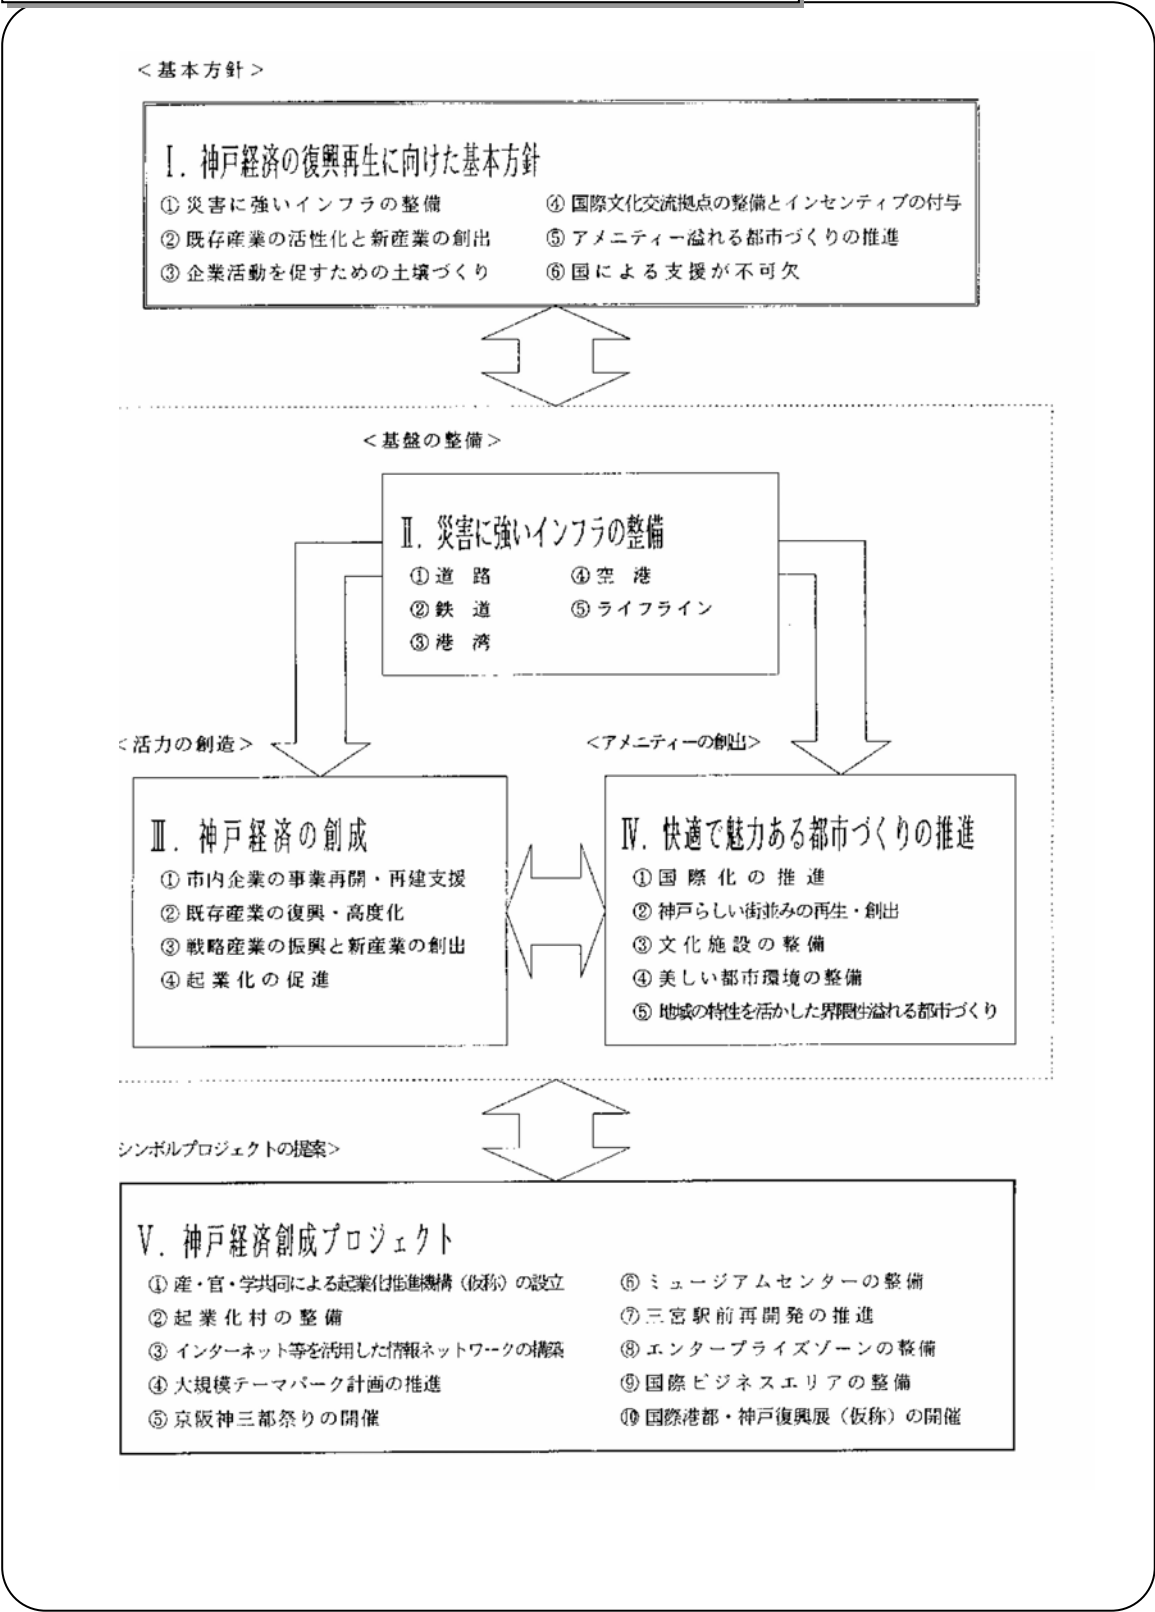 ＜基本方針＞
Ⅰ．神戸経済の復興再生に向けた基本方針
①災害に強いインフラの整備
②既存産業の活性化と新産業の創出
③企業活動を促すための土壌づくり
④国際文化交流拠点の整備とインセンティブの付与
⑤アメニティー溢れる都市づくりの推進
⑥国による支援が不可欠
＜基盤の整備＞
Ⅱ．災害に強いインフラの整備
①道　路
②鉄　道
③港　湾
④空　港
⑤ライフライン
＜活力の創造＞
Ⅲ．神戸経済の創成
①市内企業の事業再開・再建支援
②既存産業の復興・高度化
③戦略産業の振興と新産業の創出
④起業化の促進
＜アメニティーの創出＞
Ⅳ．快適で魅力ある都市づくりの推進
①国際化の推進
②神戸らしい街並みの再生・創出
③文化施設の整備
④美しい都市環境の整備
⑤地域の特性を活かした界隈性溢れる都市づくり
シンボルプロジェクトの提案＞
Ⅴ．神戸経済創成プロジェクト
①産・官・学共同による起業化推進機構（仮称）の設立
②起業化村の整備
③インターネット等を活用した情報ネットワークの構築
④大規模テーマパーク計画の推進
⑤京阪神三都祭りの開催
⑥ミュージアムセンターの整備
⑦三宮駅前再開発の推進
⑧エンタープライズゾーンの整備
⑨国際ビジネスエリアの整備
⑩国際港都・神戸復興展（仮称）の開催